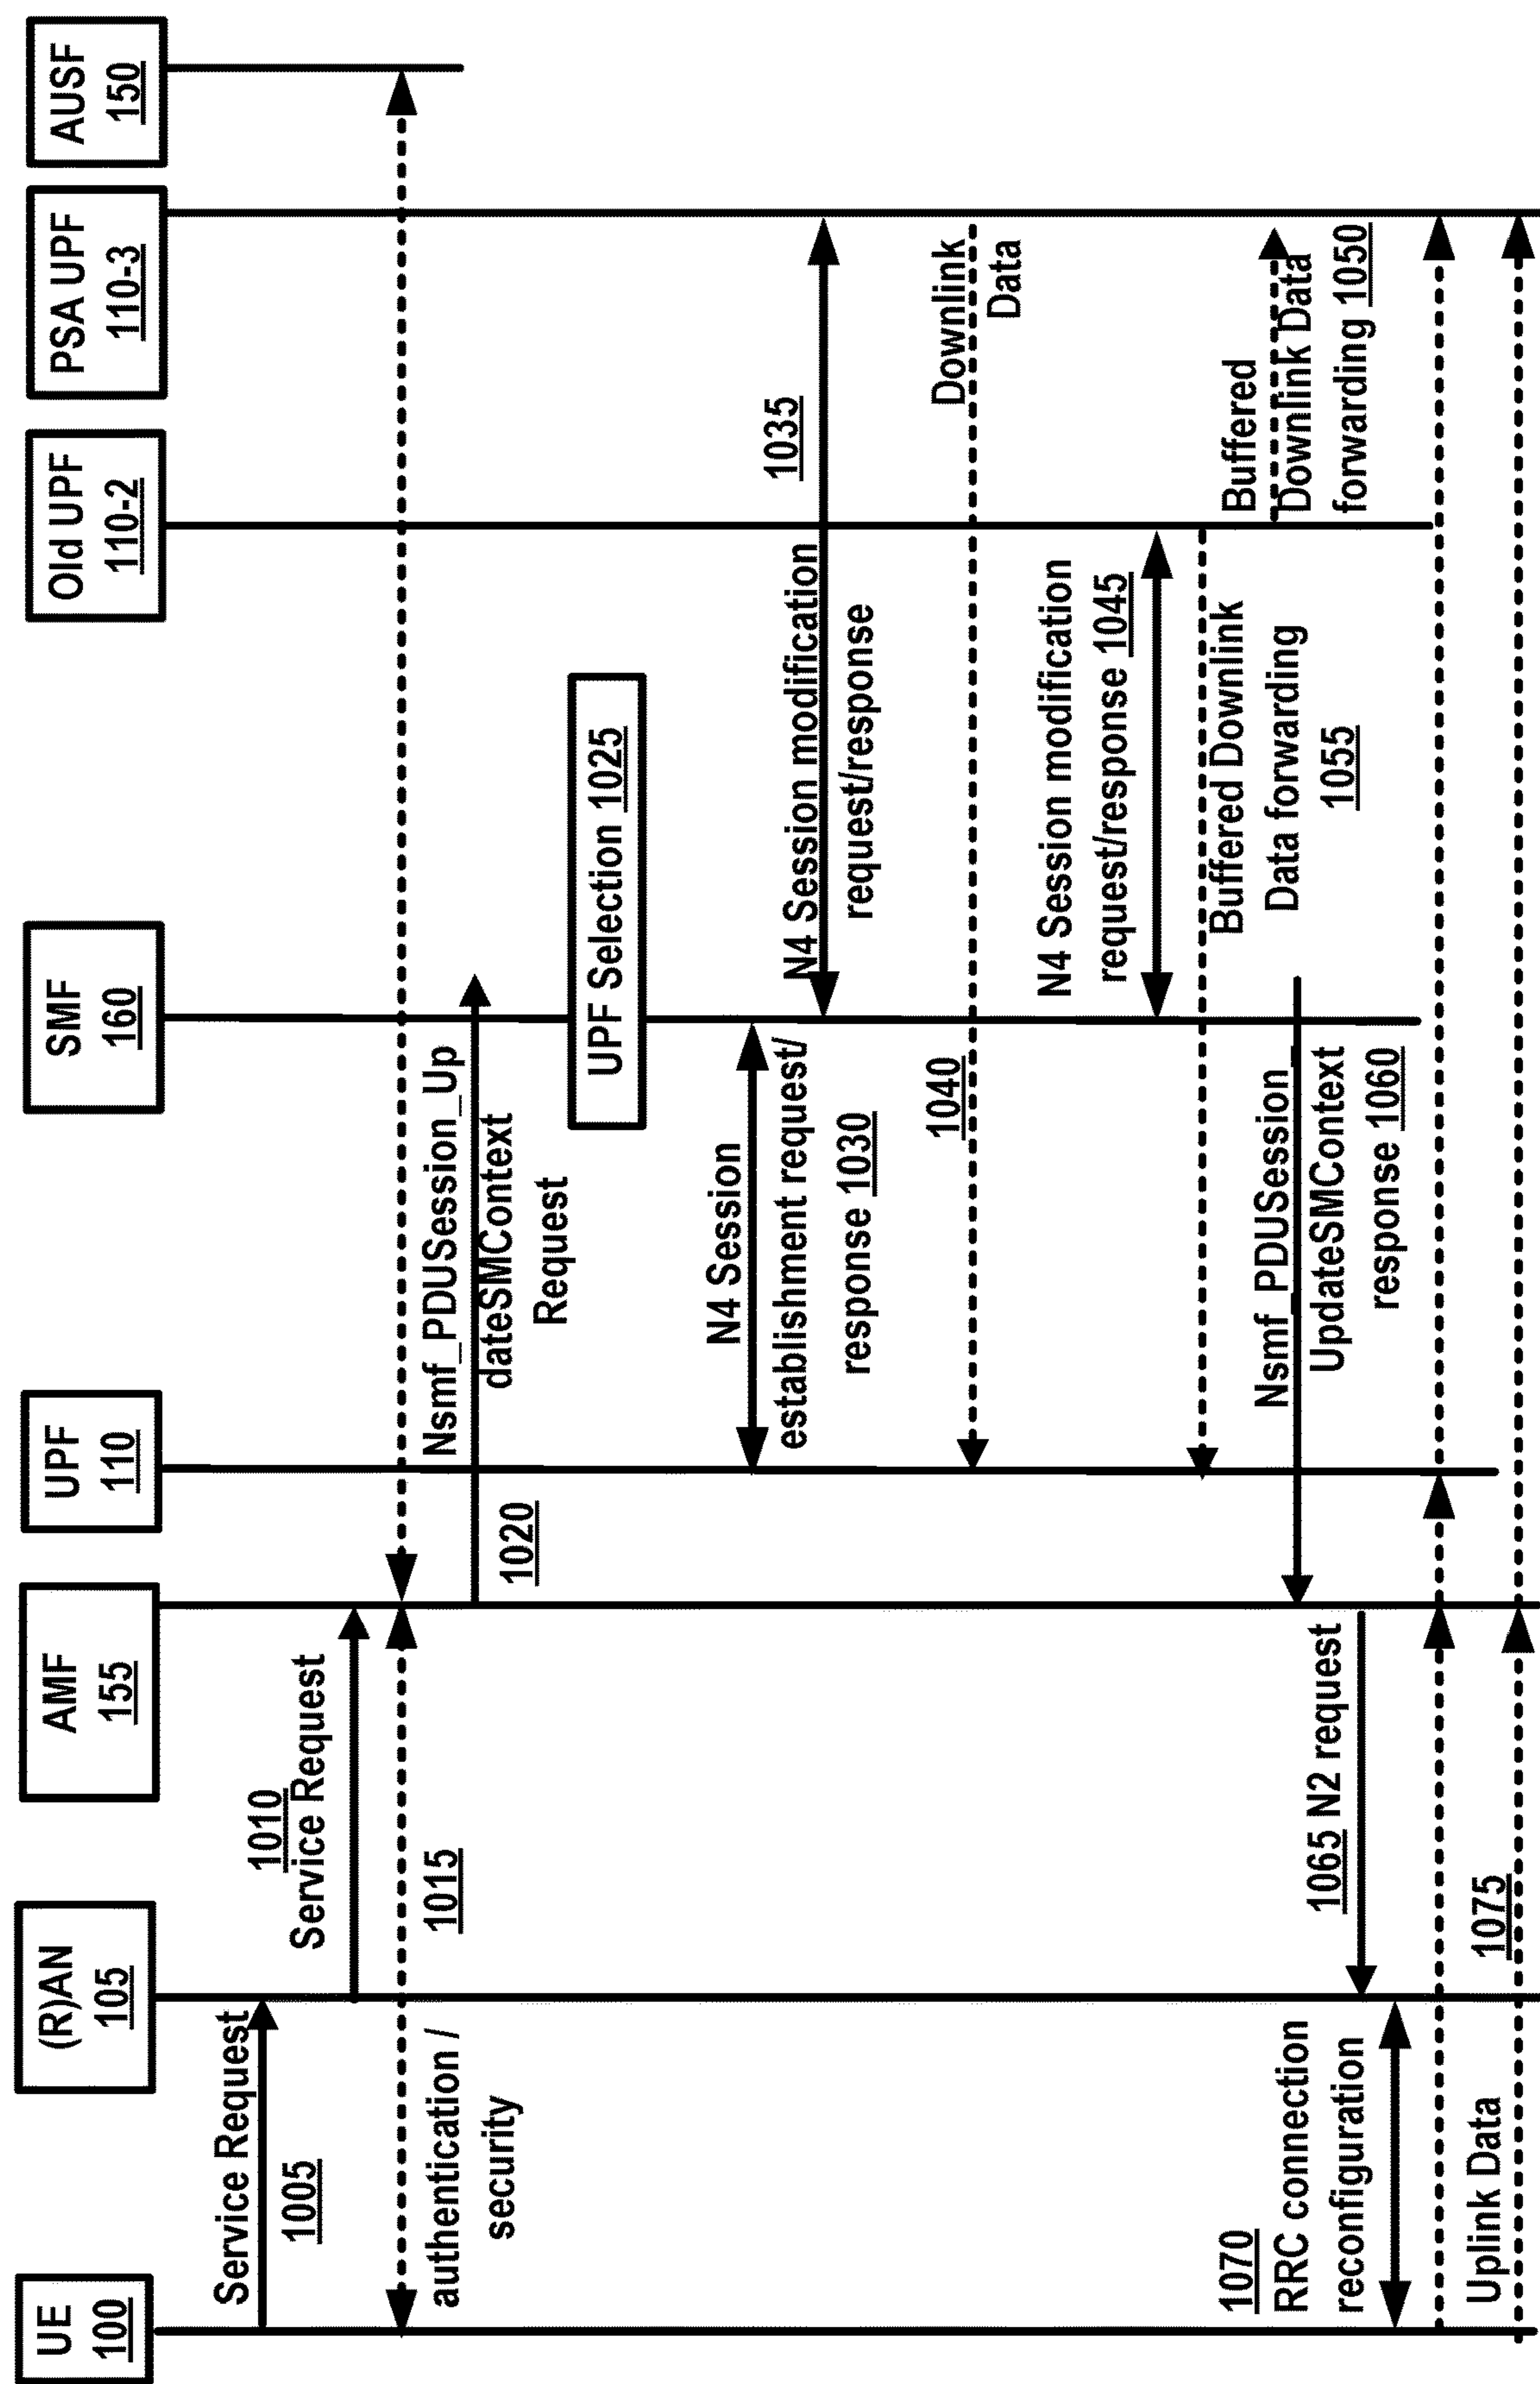 UE
100
(R)AN
105
AMF
155
UPF
110
SMF
160
Old UPF
110-2
PSA UPF
110-3
AUSF
150
Service Request
1005
1010
Service Request
authentication /
security
1015
Nsmf_PDUSession_Up
dateSMContext
Request
1020
UPF Selection 1025
N4 Session
establishment request/
response 1030
1035
N4 Session modification
request/response
Downlink
Data
1040
N4 Session modification
request/response 1045
Buffered
Downlink Data
forwarding 1050
Buffered Downlink
Data forwarding
1055
Nsmf_PDUSession_
UpdateSMContext
response 1060
1065 N2 request
1070
RRC connection
reconfiguration
Uplink Data
1075